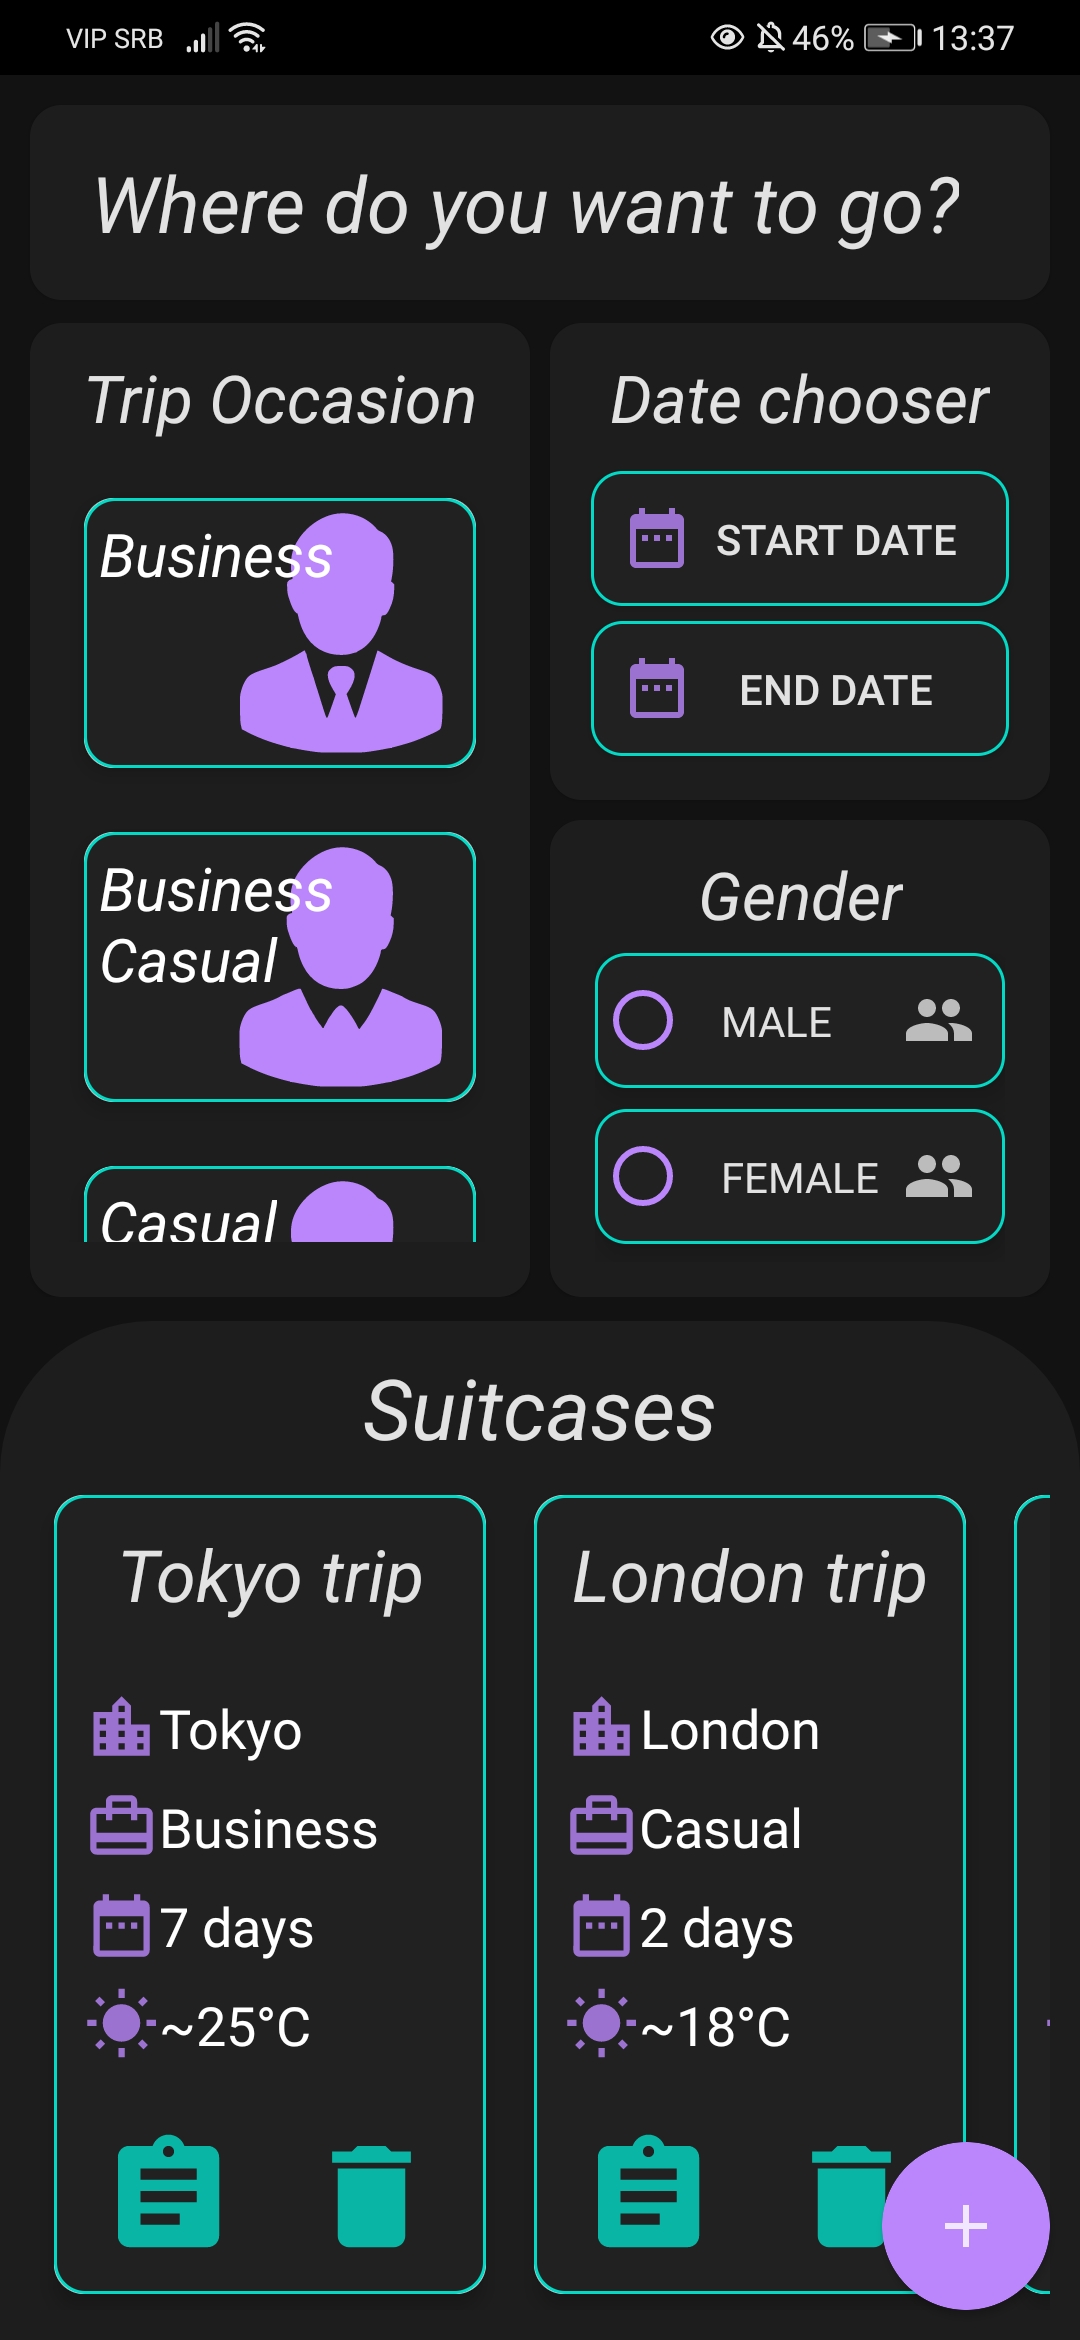 VIP SRB 46% 13:37
Where do you want to go?
Trip Occasion
Business
Business
Casual
Casual
Date chooser
START DATE
END DATE
Gender
MALE
FEMALE
Suitcases
Tokyo trip
Tokyo
Business
7 days
~25°C
London trip
London
Casual
2 days
~18°C